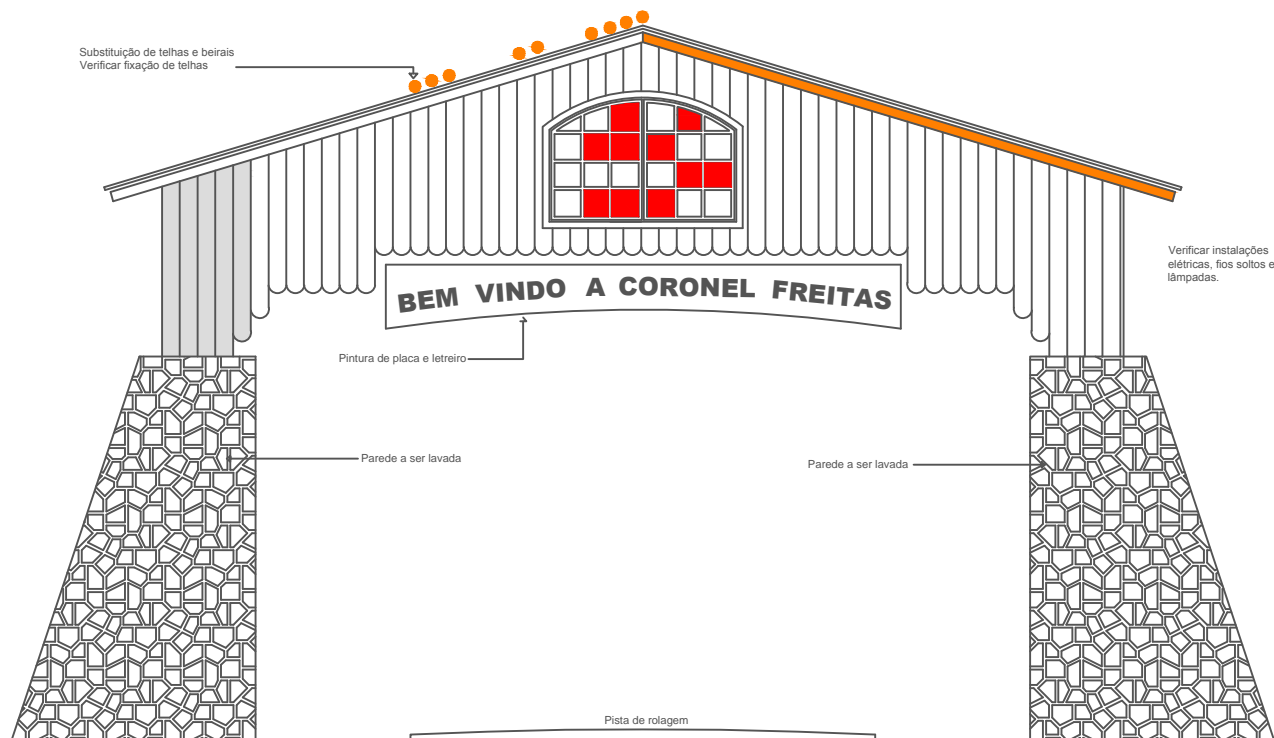 Substituição de telhas e beirais
Verificar fixação de telhas
Verificar instalações
elétricas, fios soltos e
lâmpadas.
BEM VINDO A CORONEL FREITAS
Pintura de placa e letreiro
Parede a ser lavada
Parede a ser lavada
Pista de rolagem